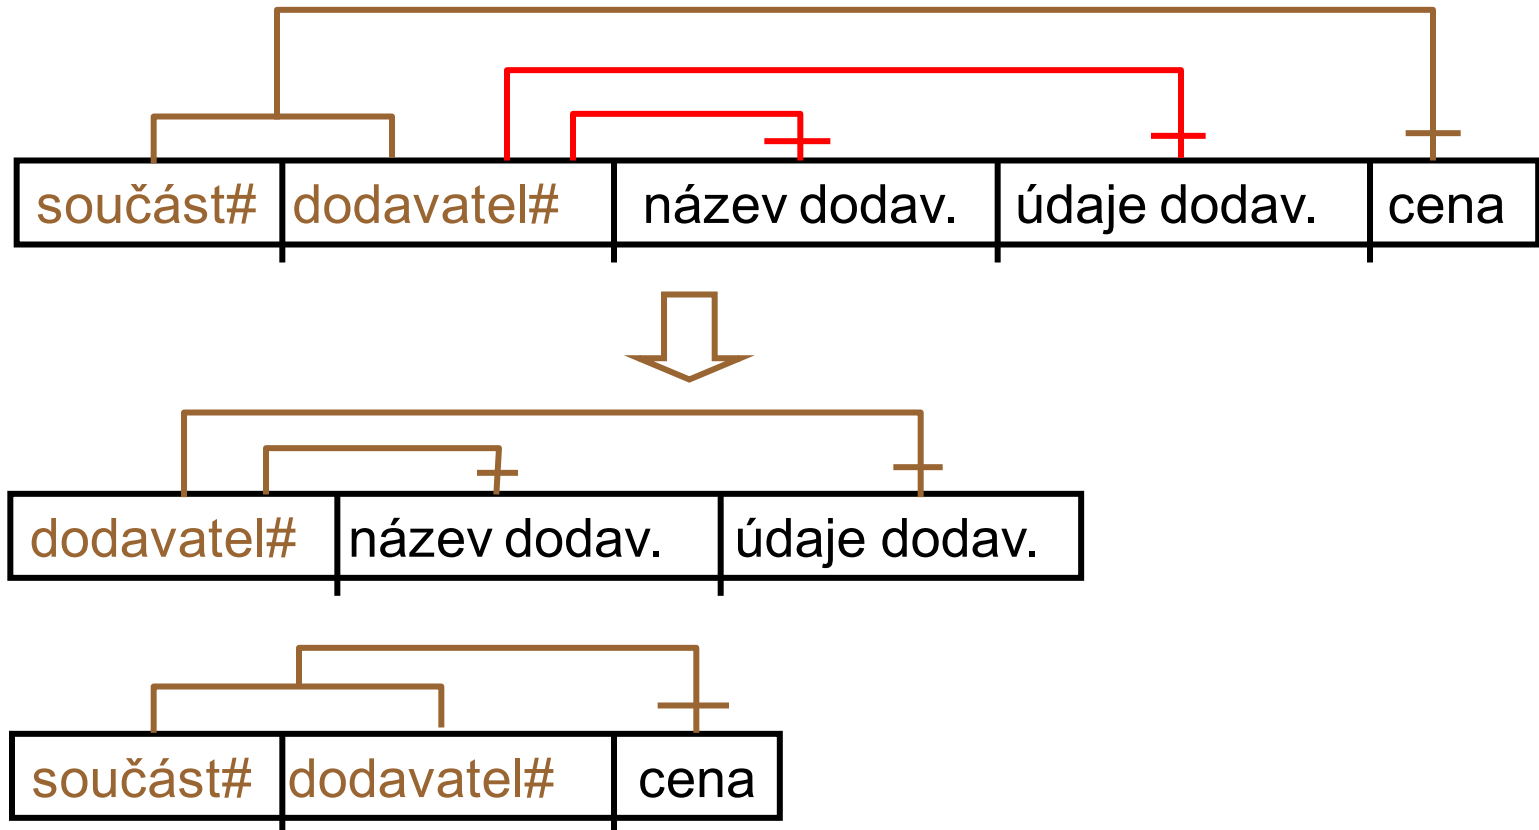 součást# dodavatel# název dodav. údaje dodav. cena
dodavatel# název dodav. údaje dodav.
součást# dodavatel# cena